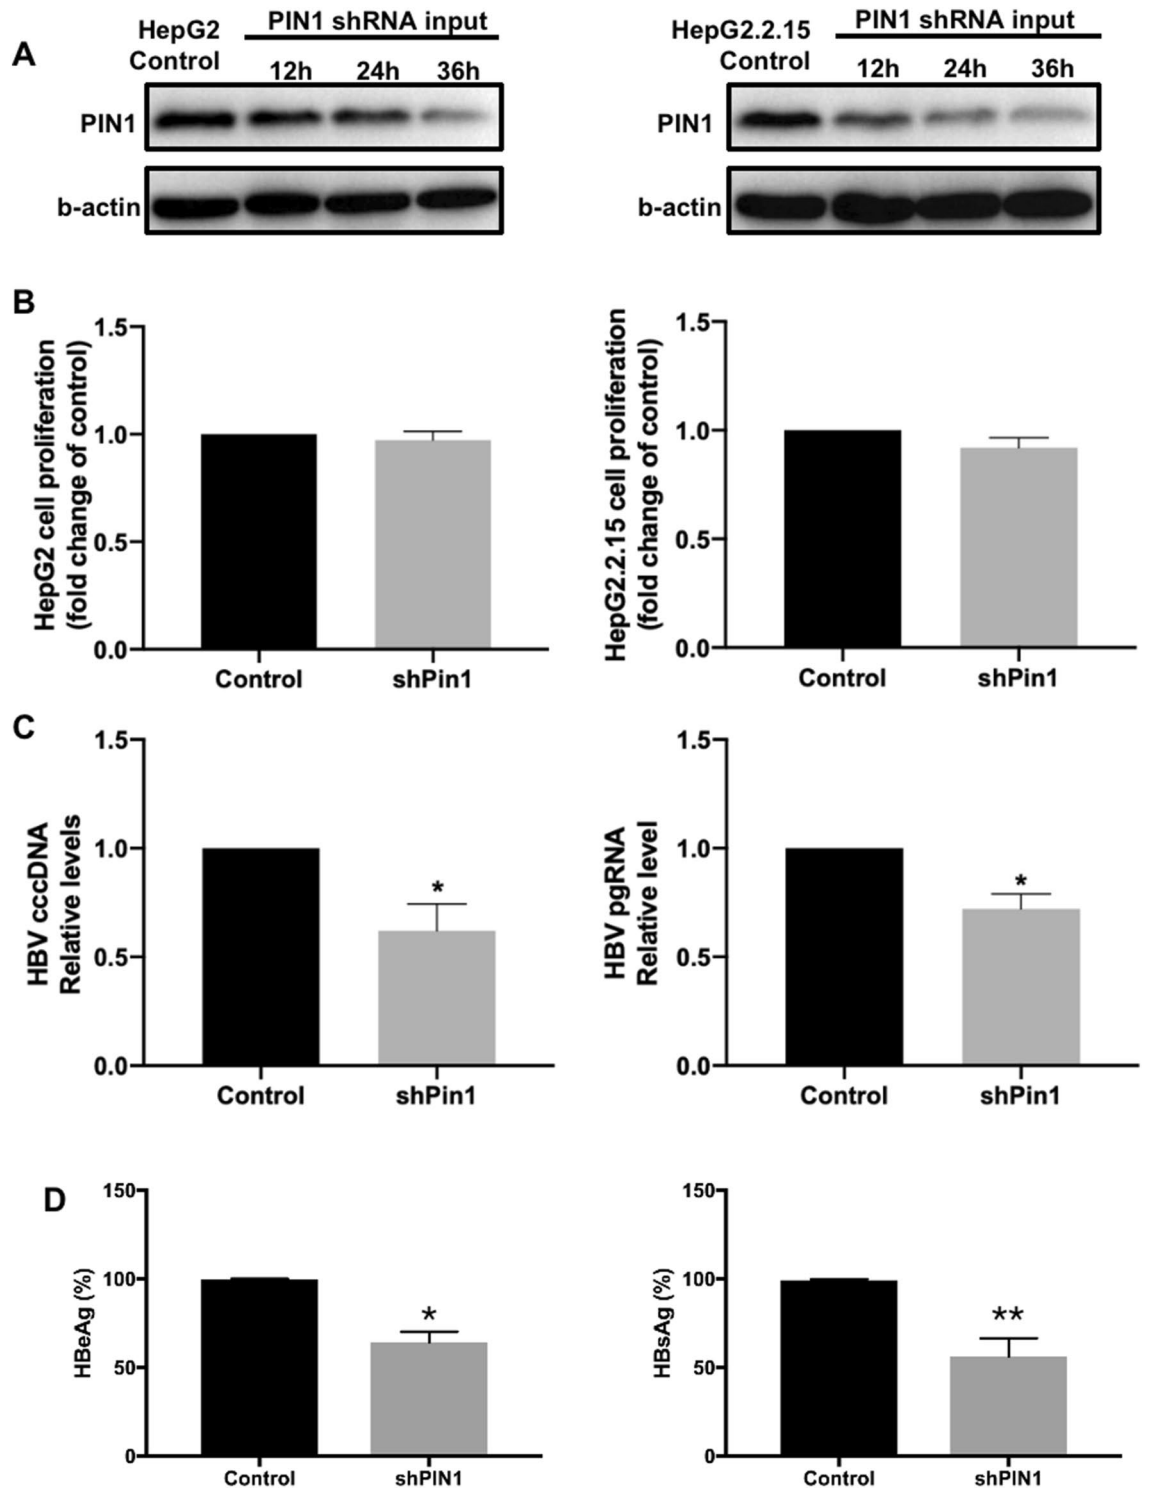 A
HepG2
Control
PIN1 shRNA input
12h 24h 36h
PIN1
b-actin
HepG2.2.15
Control
PIN1 shRNA input
12h 24h 36h
PIN1
b-actin
B
HepG2 cell proliferation
(fold change of control)
1.5
1.0
0.5
0.0
Control shPin1
HepG2.2.15 cell proliferation
(fold change of control)
1.5
1.0
0.5
0.0
Control shPin1
C
HBV cccDNA
Relative levels
1.5
1.0
0.5
0.0
*
Control shPin1
HBV pgRNA
Relative level
1.5
1.0
0.5
0.0
*
Control shPin1
D
HBeAg (%)
150
100
50
0
*
Control shPIN1
HBsAg (%)
150
100
50
0
**
Control shPIN1